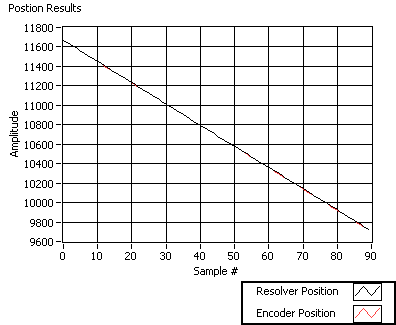 Postion Results
11800
11600
11400
11200
11000
10800
10600
10400
10200
10000
9800
9600
Amplitude
0 10 20 30 40 50 60 70 80 90
Sample #
Resolver Position
Encoder Position